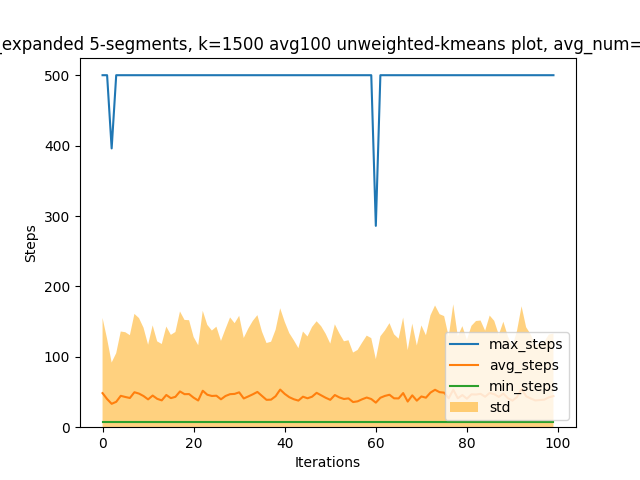 _expanded 5-segments, k=1500 avg100 unweighted-kmeans plot, avg_num=
500
400
300
200
100
0
Steps
max_steps
avg_steps
min_steps
std
0 20 40 60 80 100
Iterations